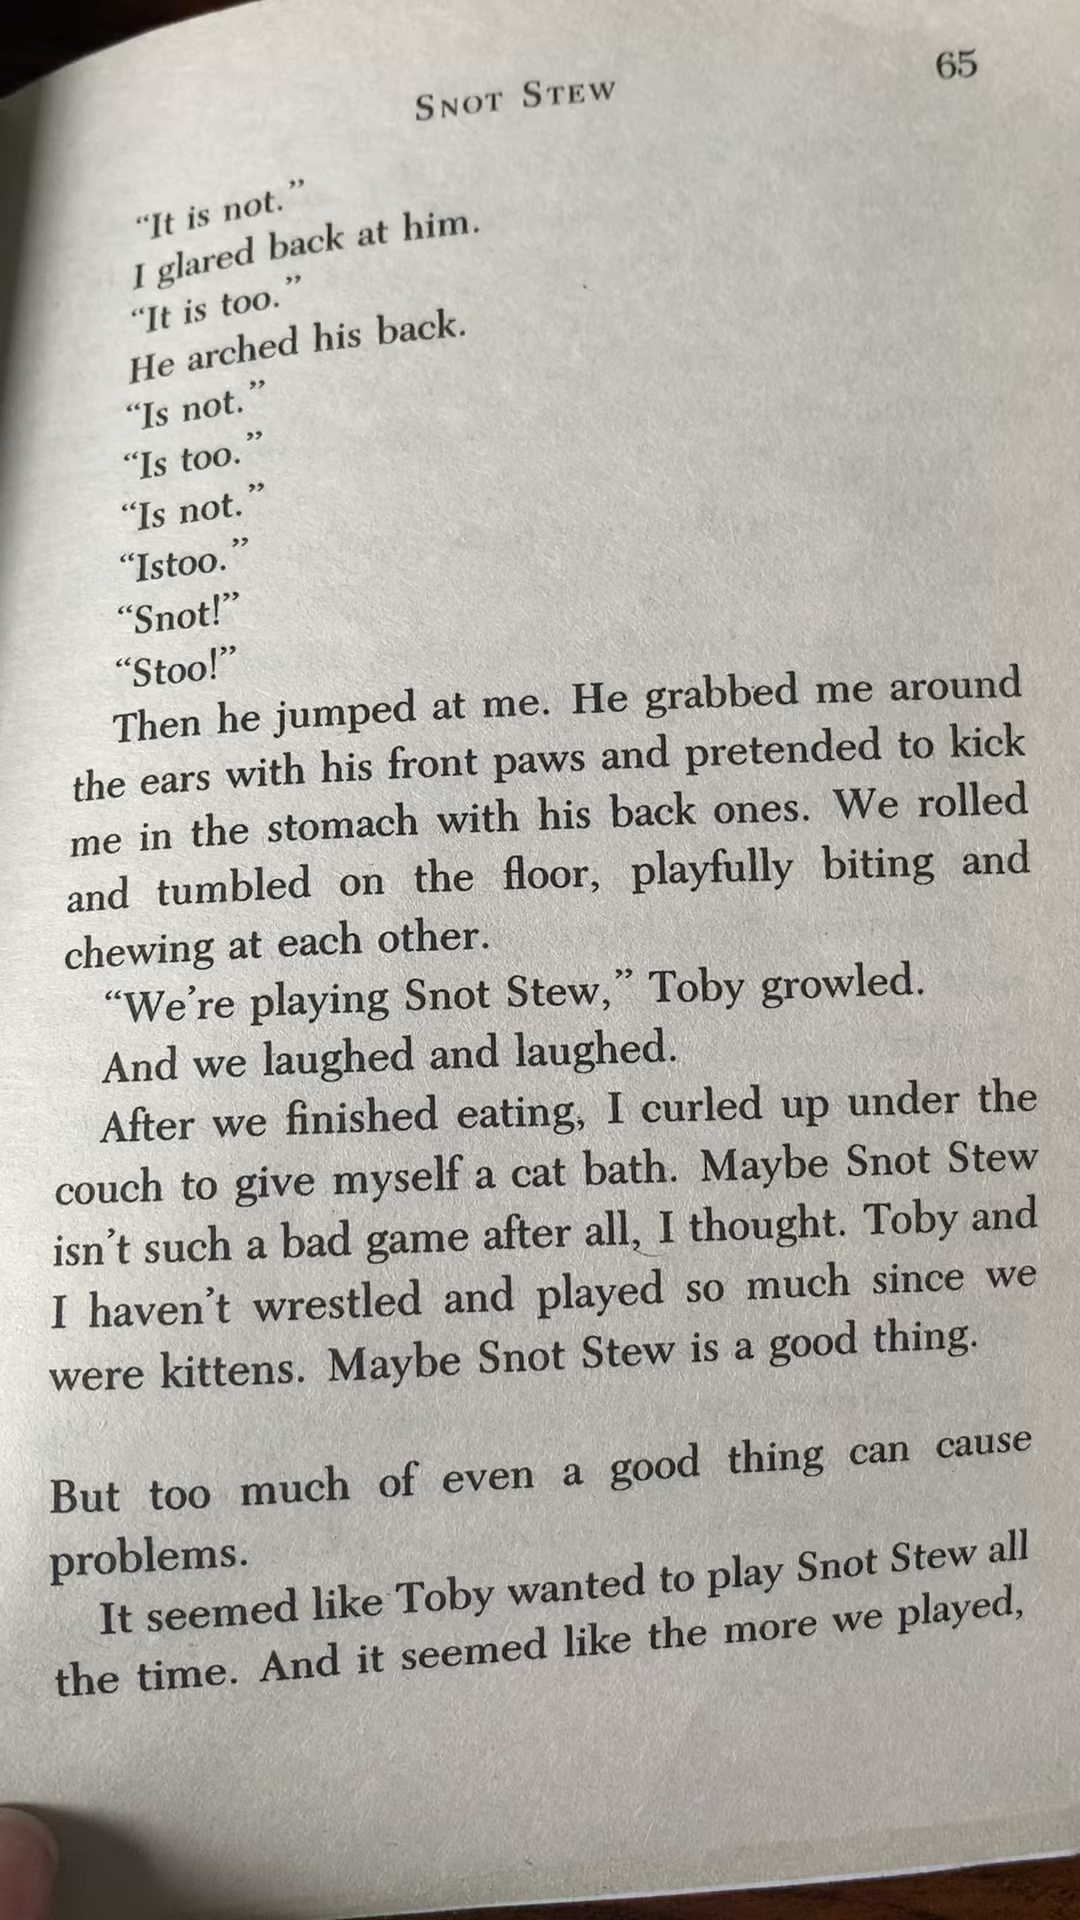 SNOT STEW 65
“It is not.”
I glared back at him.
“It is too.”
He arched his back.
“Is not.”
“Is too.”
“Is not.”
“Istoo.”
“Snot!”
“Stoo!”
Then he jumped at me. He grabbed me around
the ears with his front paws and pretended to kick
me in the stomach with his back ones. We rolled
and tumbled on the floor, playfully biting and
chewing at each other.
“We’re playing Snot Stew,” Toby growled.
And we laughed and laughed.
After we finished eating, I curled up under the
couch to give myself a cat bath. Maybe Snot Stew
isn’t such a bad game after all, I thought. Toby and
I haven’t wrestled and played so much since we
were kittens. Maybe Snot Stew is a good thing.
But too much of even a good thing can cause
problems.
It seemed like Toby wanted to play Snot Stew all
the time. And it seemed like the more we played,